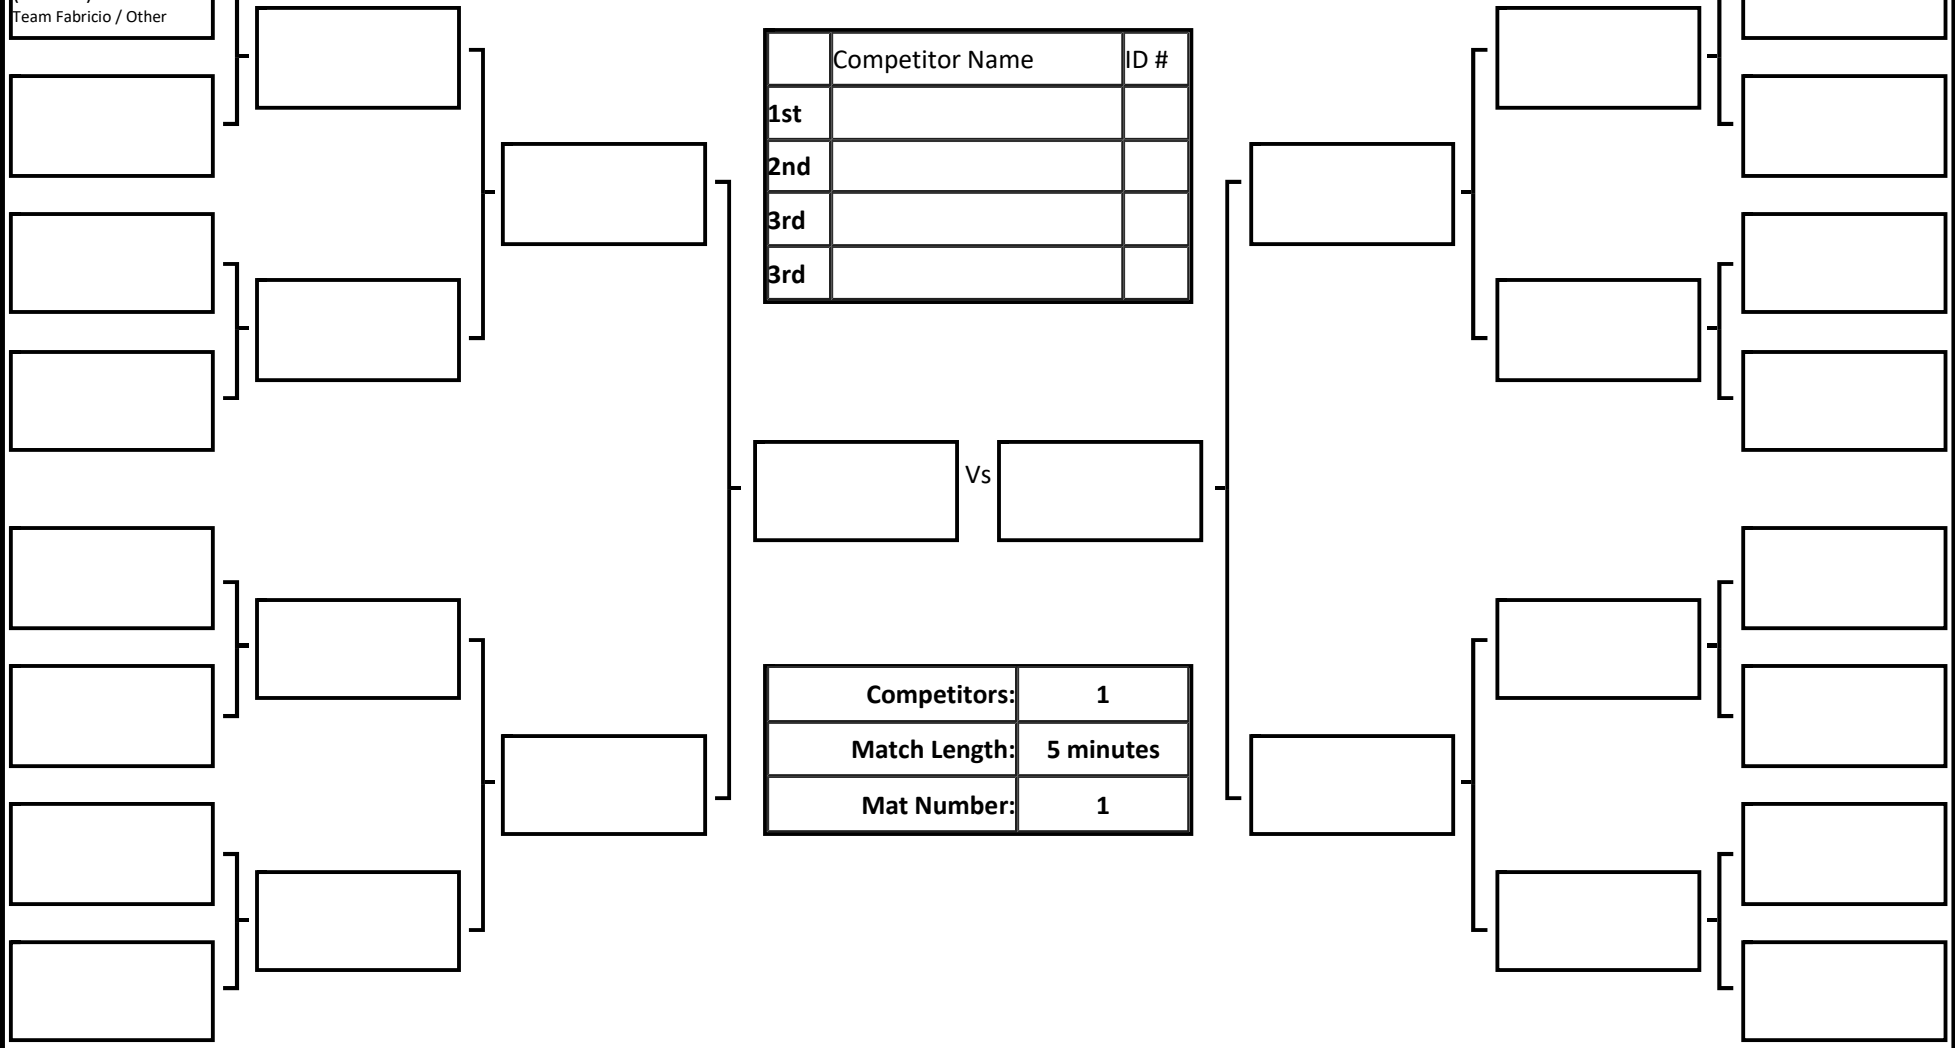 Team Fabricio / Other
Competitor Name ID #
1st
2nd
3rd
3rd
Vs
Competitors: 1
Match Length: 5 minutes
Mat Number: 1